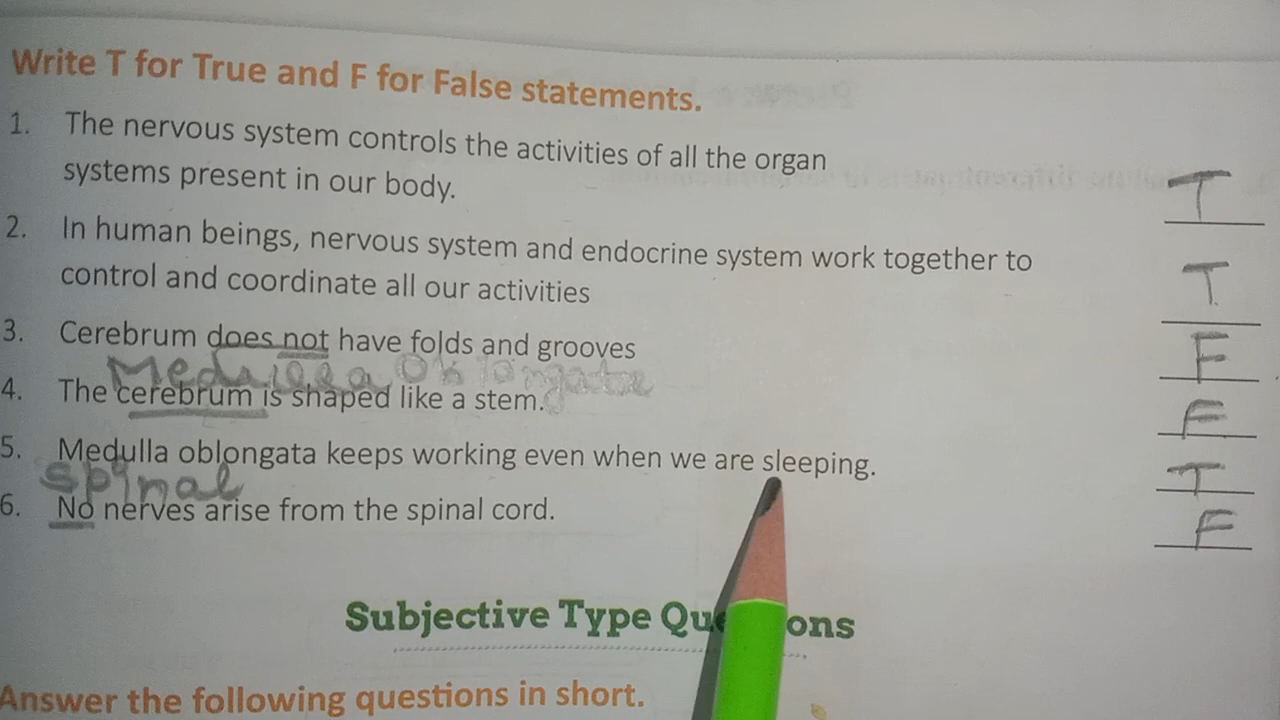 Write T for True and F for False statements.
1. The nervous system controls the activities of all the organ
systems present in our body.
T
2. In human beings, nervous system and endocrine system work together to
control and coordinate all our activities
T
3. Cerebrum does not have folds and grooves
F
Medulla Oblongata
4. The cerebrum is shaped like a stem.
F
5. Medulla oblongata keeps working even when we are sleeping.
T
Spinal
6. No nerves arise from the spinal cord.
F
Subjective Type
Answer the following questions in short.